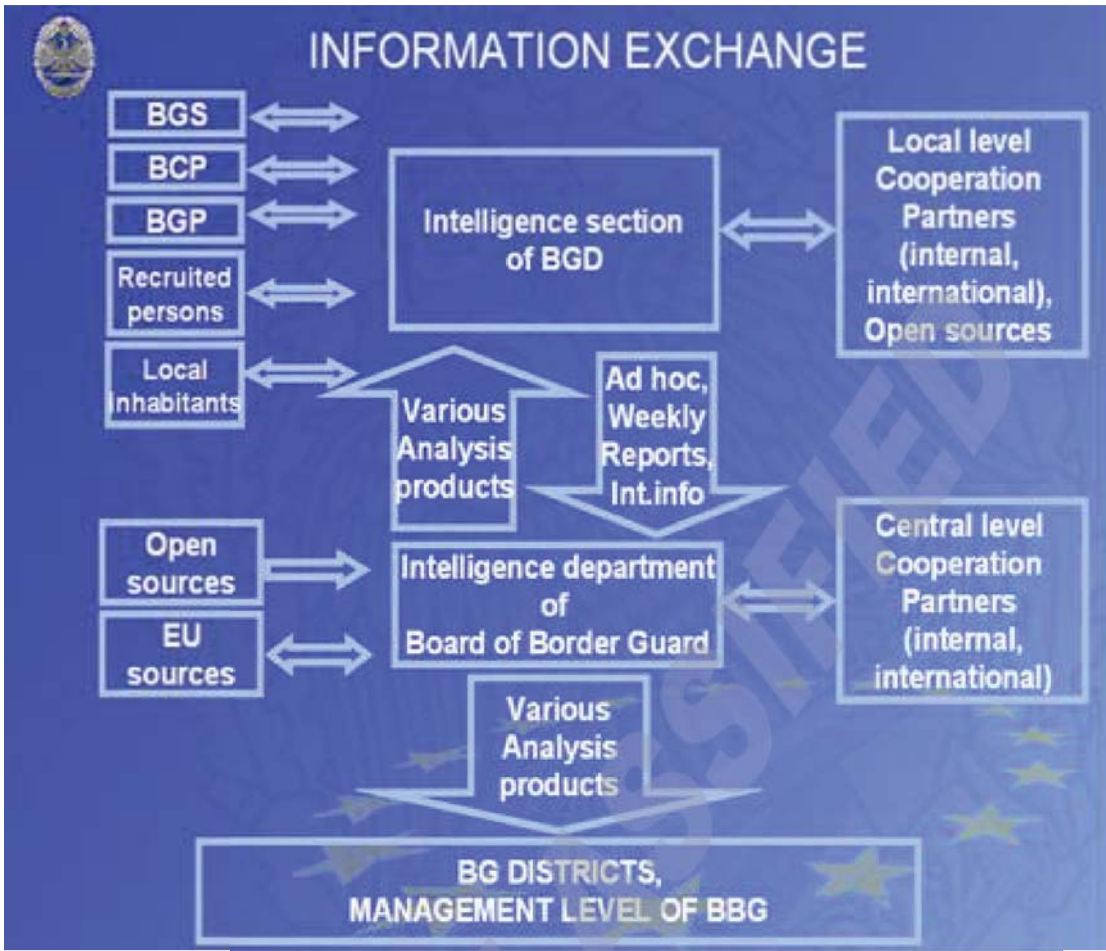 INFORMATION EXCHANGE
BGS
BCP
BGP
Recruited
persons
Local
Inhabitants
Intelligence section
of BGD
Local level
Cooperation
Partners
(internal,
international),
Open sources
Various
Analysis
products
Ad hoc,
Weekly
Reports,
Int.info
Open
sources
EU
sources
Intelligence department
of
Board of Border Guard
Central level
Cooperation
Partners
(internal,
international)
Various
Analysis
products
BG DISTRICTS,
MANAGEMENT LEVEL OF BBG